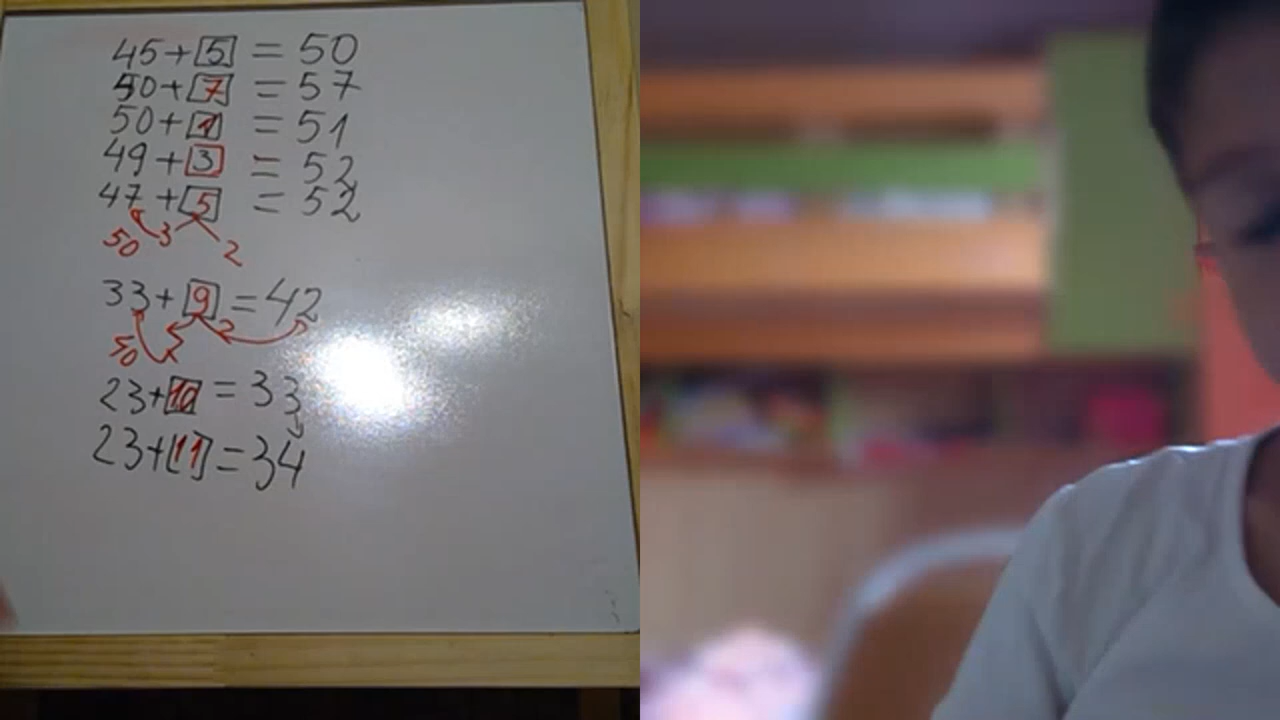 45+5 = 50
50+7 = 57
50+1 = 51
49+3 = 52
47+5 = 52
50 3 2
33+9=42
2
23+10=33
23+11=34